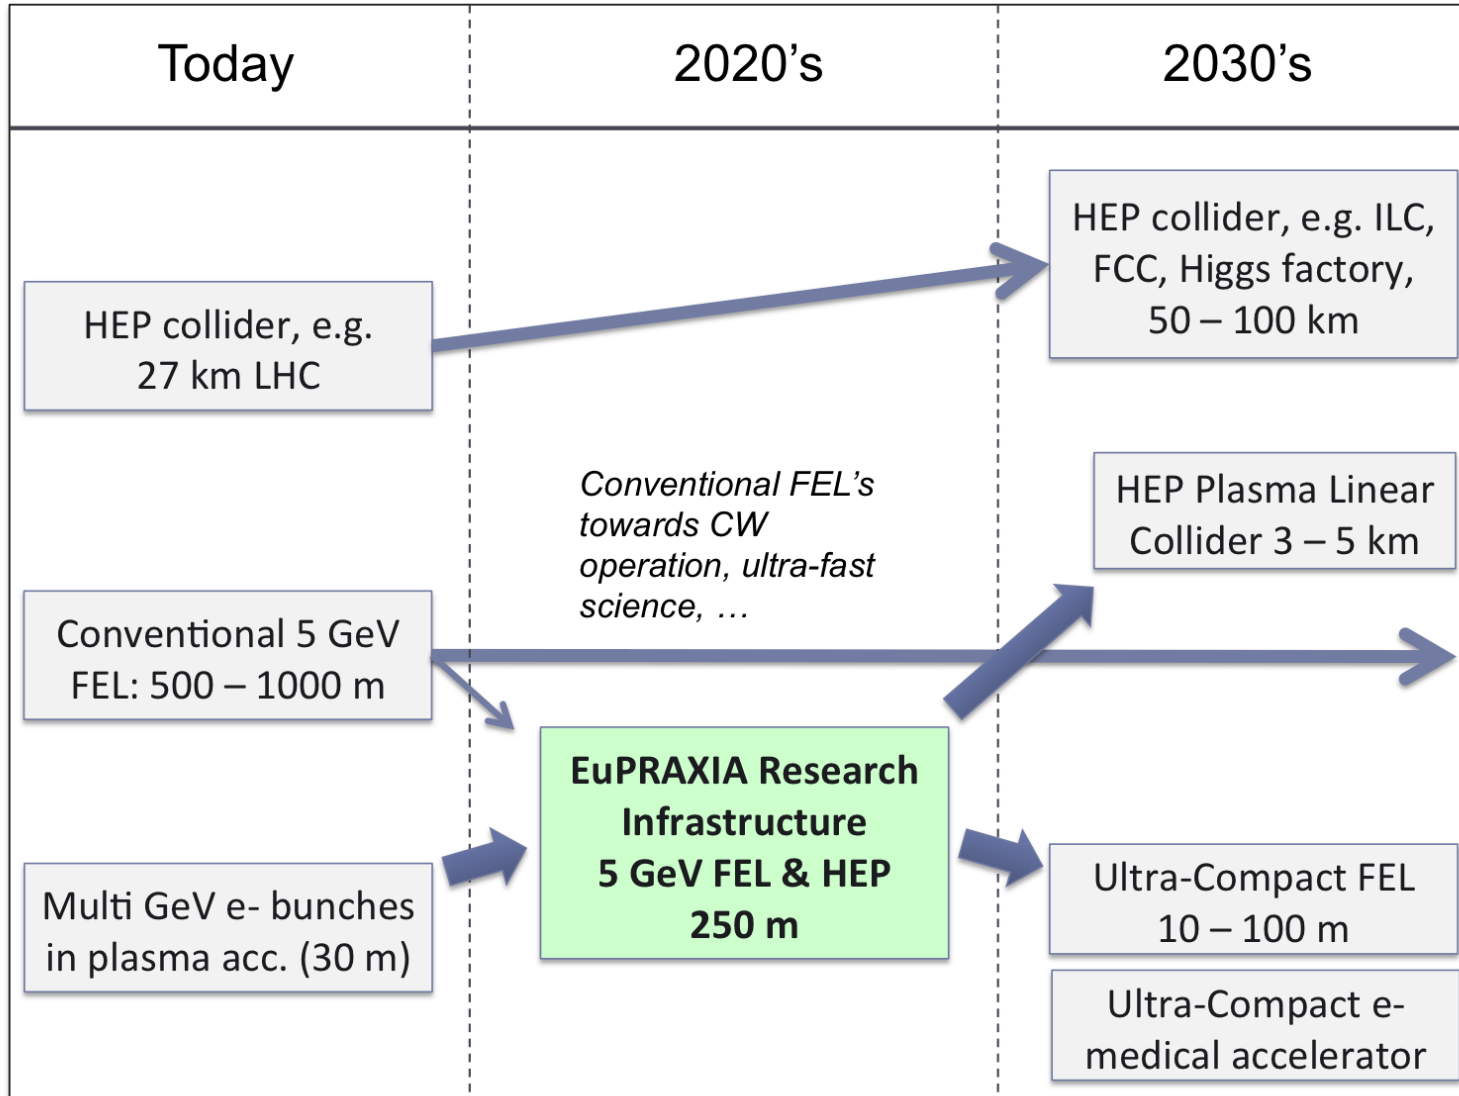 Today
2020's
2030's
HEP collider, e.g.
27 km LHC
HEP collider, e.g. ILC,
FCC, Higgs factory,
50 – 100 km
Conventional FEL's
towards CW
operation, ultra-fast
science, …
HEP Plasma Linear
Collider 3 – 5 km
Conventional 5 GeV
FEL: 500 – 1000 m
EuPRAXIA Research
Infrastructure
5 GeV FEL & HEP
250 m
Multi GeV e- bunches
in plasma acc. (30 m)
Ultra-Compact FEL
10 – 100 m
Ultra-Compact e-
medical accelerator